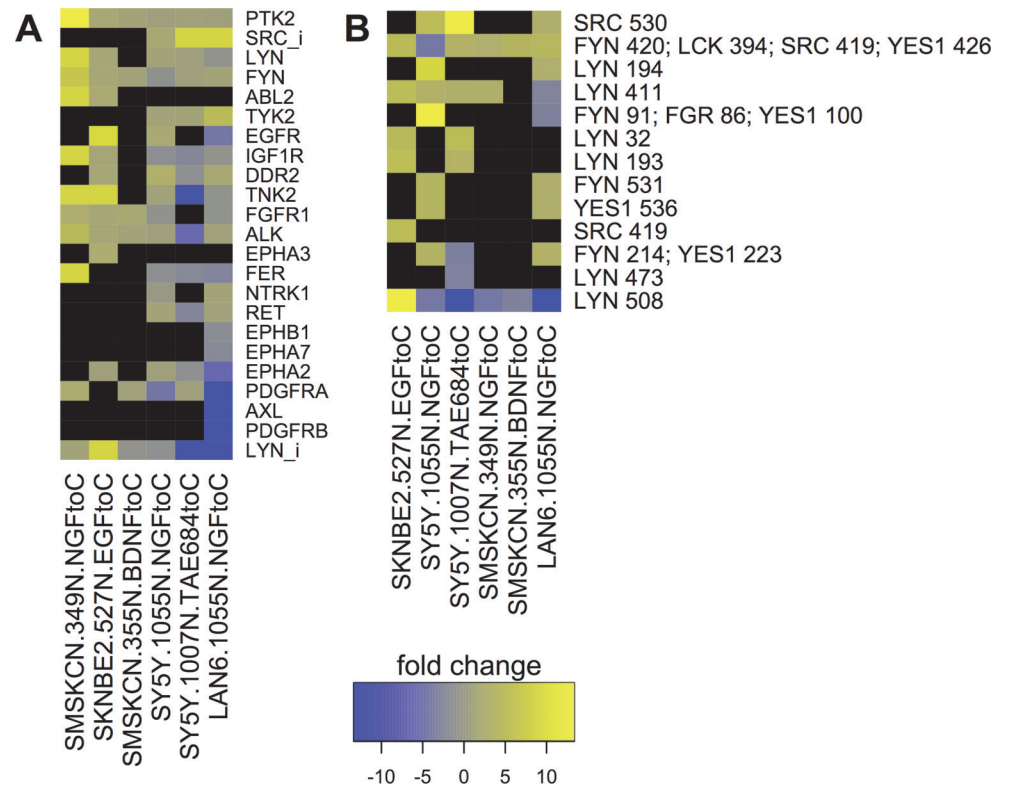 A
PTK2
SRC_i
LYN
FYN
ABL2
TYK2
EGFR
IGF1R
DDR2
TNK2
FGFR1
ALK
EPHA3
FER
NTRK1
RET
EPHB1
EPHA7
EPHA2
PDGFRA
AXL
PDGFRB
LYN_i
SMSKCN.349N.NGFtoC
SKNBE2.527N.EGFtoC
SMSKCN.355N.BDNFtoC
SY5Y.1055N.NGFtoC
SY5Y.1007N.TAE684toC
LAN6.1055N.NGFtoC
B
SRC 530
FYN 420; LCK 394; SRC 419; YES1 426
LYN 194
LYN 411
FYN 91; FGR 86; YES1 100
LYN 32
LYN 193
FYN 531
YES1 536
SRC 419
FYN 214; YES1 223
LYN 473
LYN 508
SKNBE2.527N.EGFtoC
SY5Y.1055N.NGFtoC
SY5Y.1007N.TAE684toC
SMSKCN.349N.NGFtoC
SMSKCN.355N.BDNFtoC
LAN6.1055N.NGFtoC
fold change
-10 -5 0 5 10